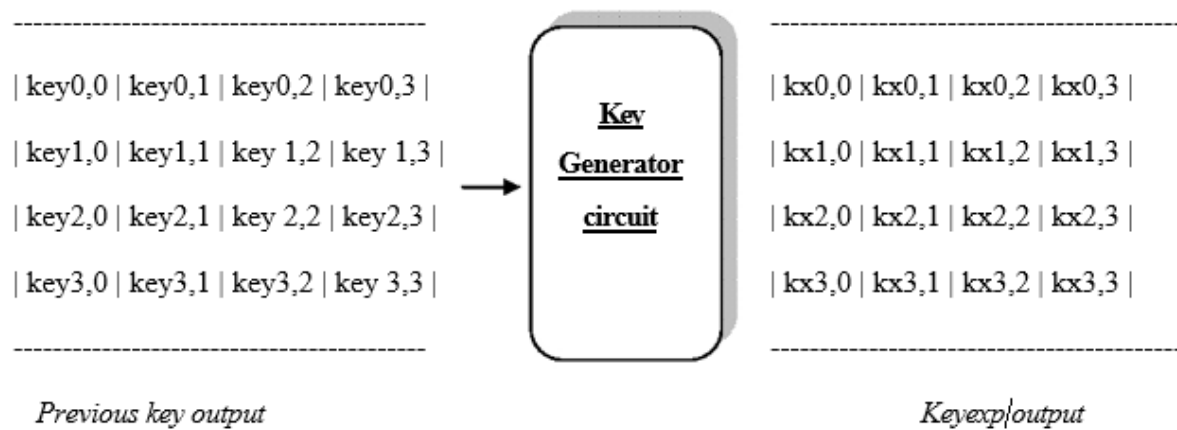 | key0,0 | key0,1 | key0,2 | key0,3 |
| key1,0 | key1,1 | key 1,2 | key 1,3 |
| key2,0 | key2,1 | key 2,2 | key2,3 |
| key3,0 | key3,1 | key3,2 | key 3,3 |
Previous key output
Key
Generator
circuit
| kx0,0 | kx0,1 | kx0,2 | kx0,3 |
| kx1,0 | kx1,1 | kx1,2 | kx1,3 |
| kx2,0 | kx2,1 | kx2,2 | kx2,3 |
| kx3,0 | kx3,1 | kx3,2 | kx3,3 |
Keyexp output